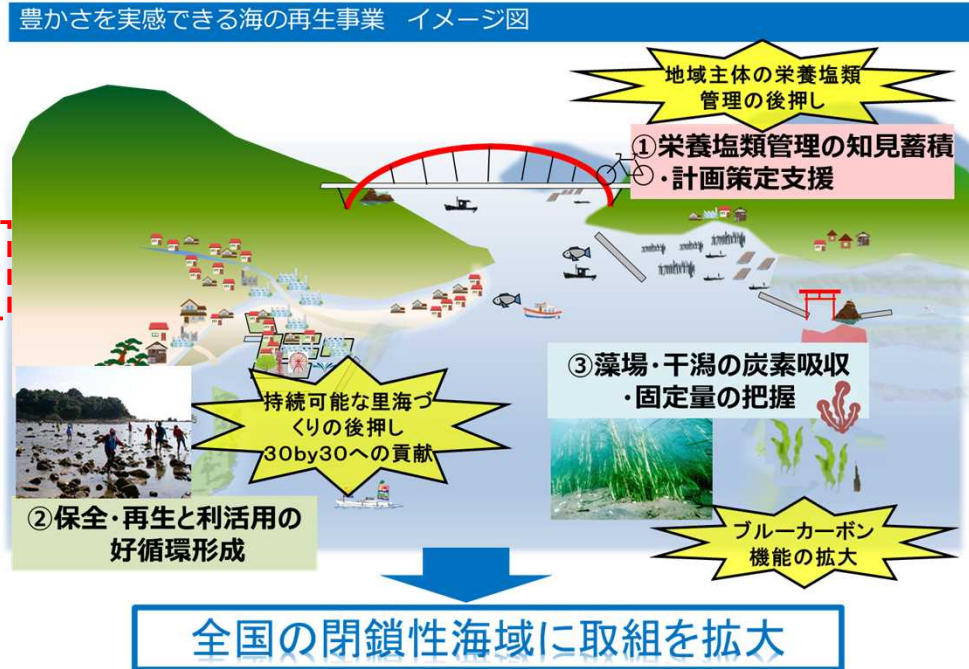 豊かさを実感できる海の再生事業　イメージ図
地域主体の栄養塩類
管理の後押し
①栄養塩類管理の知見蓄積
・計画策定支援
③藻場・干潟の炭素吸収
・固定量の把握
持続可能な里海づ
くりの後押し
30by30への貢献
②保全・再生と利活用の
好循環形成
ブルーカーボン
機能の拡大
全国の閉鎖性海域に取組を拡大